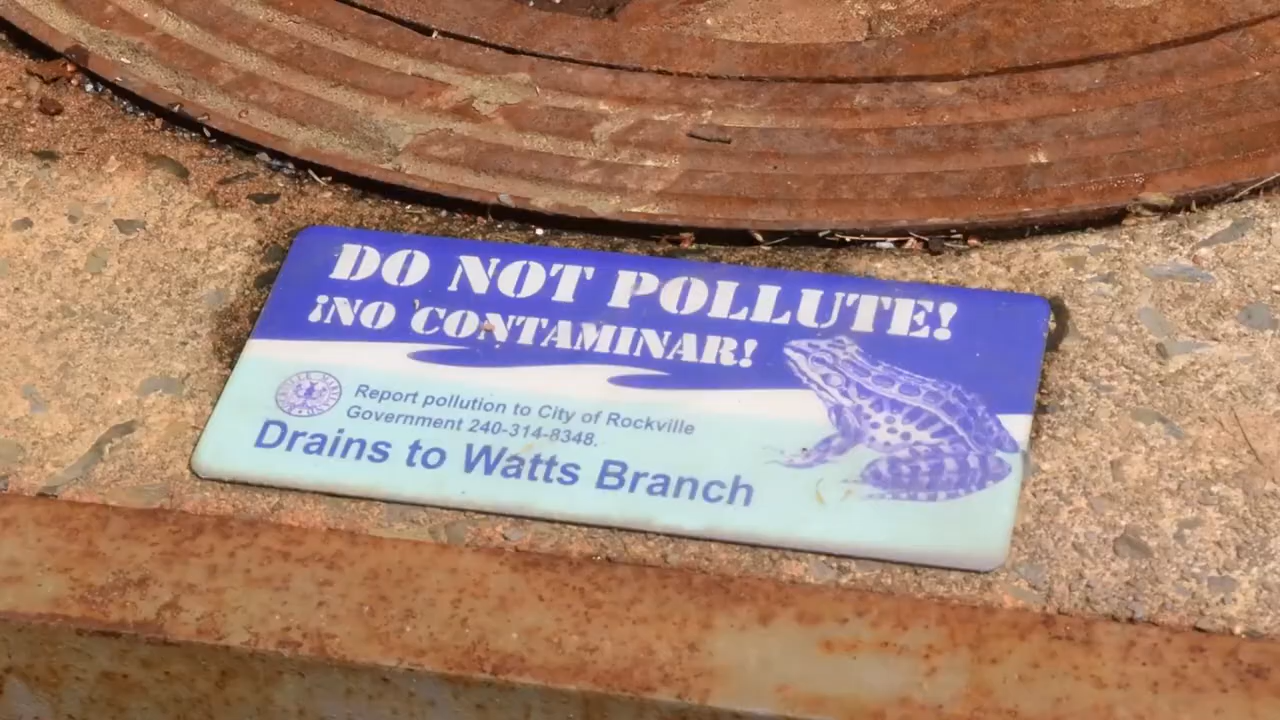 DO NOT POLLUTE!
¡NO CONTAMINAR!
Report pollution to City of Rockville
Government 240-314-8348.
Drains to Watts Branch